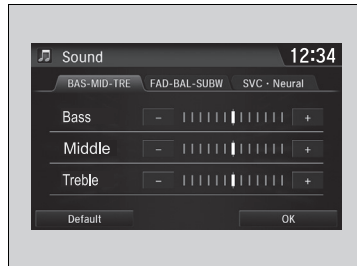 Sound 12:34
BAS-MID-TRE FAD-BAL-SUBW SVC · Neural
Bass - +
Middle - +
Treble - +
Default OK